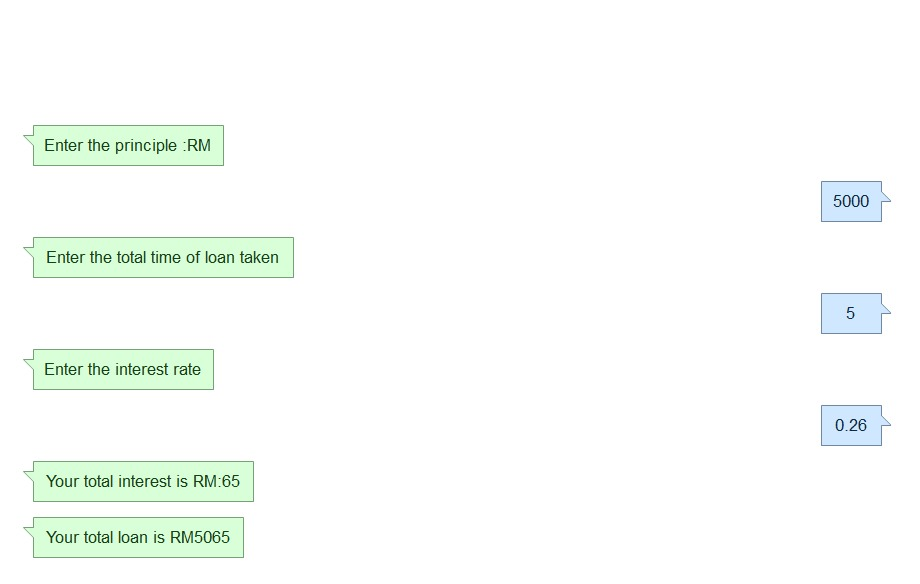 Enter the principle :RM
5000
Enter the total time of loan taken
5
Enter the interest rate
0.26
Your total interest is RM:65
Your total loan is RM5065